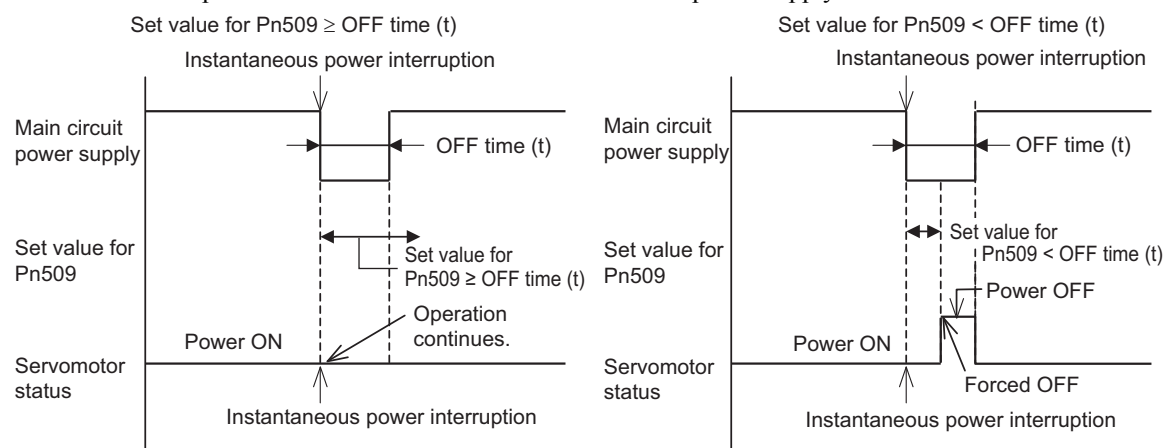 Set value for Pn509 ≥ OFF time (t)
Instantaneous power interruption
Main circuit
power supply
OFF time (t)
Set value for
Pn509
Set value for
Pn509 ≥ OFF time (t)
Operation
continues.
Power ON
Servomotor
status
Instantaneous power interruption
Set value for Pn509 < OFF time (t)
Instantaneous power interruption
Main circuit
power supply
OFF time (t)
Set value for
Pn509
Set value for
Pn509 < OFF time (t)
Power OFF
Power ON
Servomotor
status
Forced OFF
Instantaneous power interruption